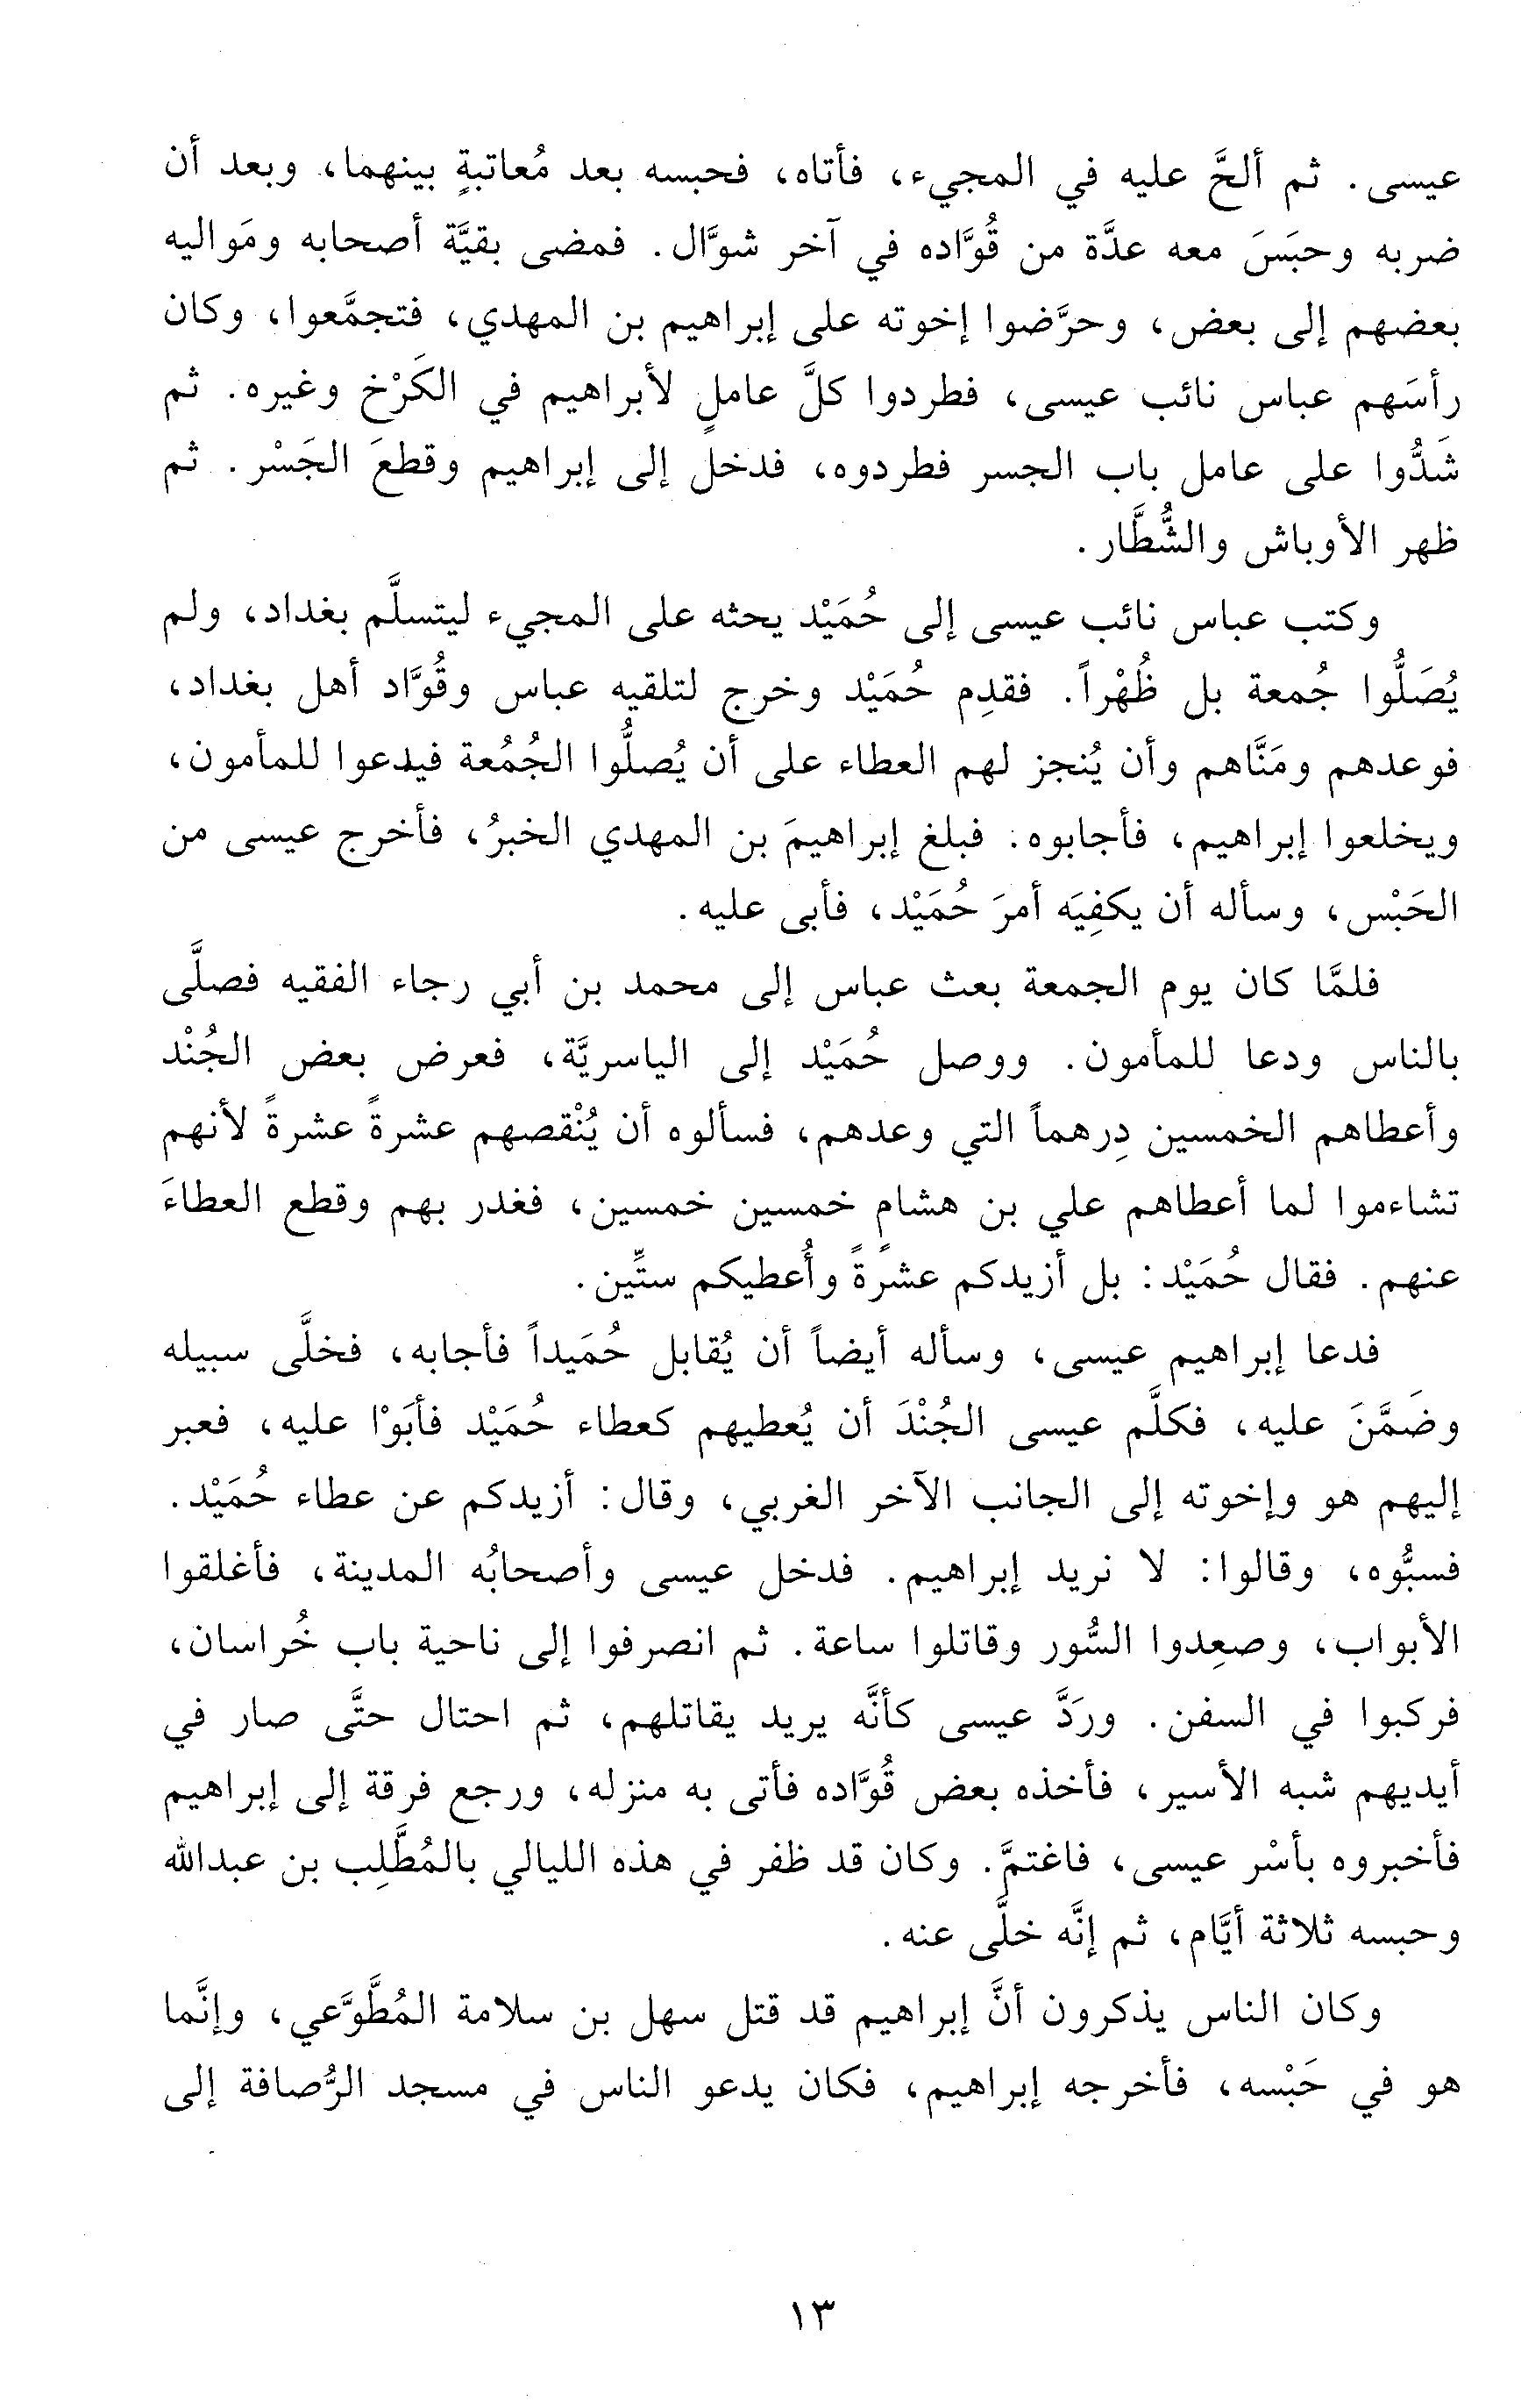 عيسى. ثم ألحَّ عليه في المجيء، فأتاه، فحبسه بعد مُعاتبةٍ بينهما، وبعد أن
ضربه وحبَسَ معه عدَّة من قُوَّاده في آخر شوَّال. فمضى بقيَّة أصحابه ومَواليه
بعضهم إلى بعض، وحرَّضوا إخوته على إبراهيم بن المهدي، فتجمَّعوا، وكان
رأسَهم عباس نائب عيسى، فطردوا كلَّ عاملٍ لأبراهيم في الكَرْخ وغيره. ثم
شَدُّوا على عامل باب الجسر فطردوه، فدخل إلى إبراهيم وقطعَ الجَسْر. ثم
ظهر الأوباش والشُّطَّار.
وكتب عباس نائب عيسى إلى حُمَيْد يحثه على المجيء ليتسلَّم بغداد، ولم
يُصَلُّوا جُمعة بل ظُهْراً. فقدِم حُمَيْد وخرج لتلقيه عباس وقُوَّاد أهل بغداد،
فوعدهم ومَنَّاهم وأن يُنجز لهم العطاء على أن يُصلُّوا الجُمُعة فيدعوا للمأمون،
ويخلعوا إبراهيم، فأجابوه. فبلغ إبراهيمَ بن المهدي الخبرُ، فأخرج عيسى من
الحَبْس، وسأله أن يكفِيَه أمرَ حُمَيْد، فأبى عليه.
فلمَّا كان يوم الجمعة بعث عباس إلى محمد بن أبي رجاء الفقيه فصلَّى
بالناس ودعا للمأمون. ووصل حُمَيْد إلى الياسريَّة، فعرض بعض الجُنْد
وأعطاهم الخمسين دِرهماً التي وعدهم، فسألوه أن يُنْقصهم عشرةً عشرةً لأنهم
تشاءموا لما أعطاهم علي بن هشام خمسين خمسين، فغدر بهم وقطع العطاءَ
عنهم. فقال حُمَيْد: بل أزيدكم عشرةً وأُعطيكم ستِّين.
فدعا إبراهيم عيسى، وسأله أيضاً أن يُقابل حُمَيداً فأجابه، فخلَّى سبيله
وضَمَّنَ عليه، فكلَّم عيسى الجُنْدَ أن يُعطيهم كعطاء حُمَيْد فأبَوْا عليه، فعبر
إليهم هو وإخوته إلى الجانب الآخر الغربي، وقال: أزيدكم عن عطاء حُمَيْد.
فسبُّوه، وقالوا: لا نريد إبراهيم. فدخل عيسى وأصحابُه المدينة، فأغلقوا
الأبواب، وصعِدوا السُّور وقاتلوا ساعة. ثم انصرفوا إلى ناحية باب خُراسان،
فركبوا في السفن. ورَدَّ عيسى كأنَّه يريد يقاتلهم، ثم احتال حتَّى صار في
أيديهم شبه الأسير، فأخذه بعض قُوَّاده فأتى به منزله، ورجع فرقة إلى إبراهيم
فأخبروه بأسْر عيسى، فاغتمَّ. وكان قد ظفر في هذه الليالي بالمُطَّلِب بن عبدالله
وحبسه ثلاثة أيَّام، ثم إنَّه خلَّى عنه.
وكان الناس يذكرون أنَّ إبراهيم قد قتل سهل بن سلامة المُطَّوَّعي، وإنَّما
هو في حَبْسه، فأخرجه إبراهيم، فكان يدعو الناس في مسجد الرُّصافة إلى
١٣